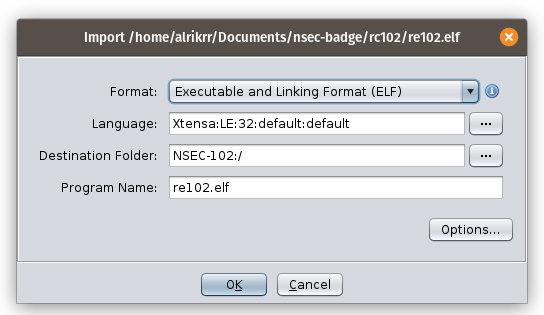 Import /home/alrikrr/Documents/nsec-badge/rc102/re102.elf
Format: Executable and Linking Format (ELF)
Language: Xtensa:LE:32:default:default ...
Destination Folder: NSEC-102:/ ...
Program Name: re102.elf
Options...
OK Cancel